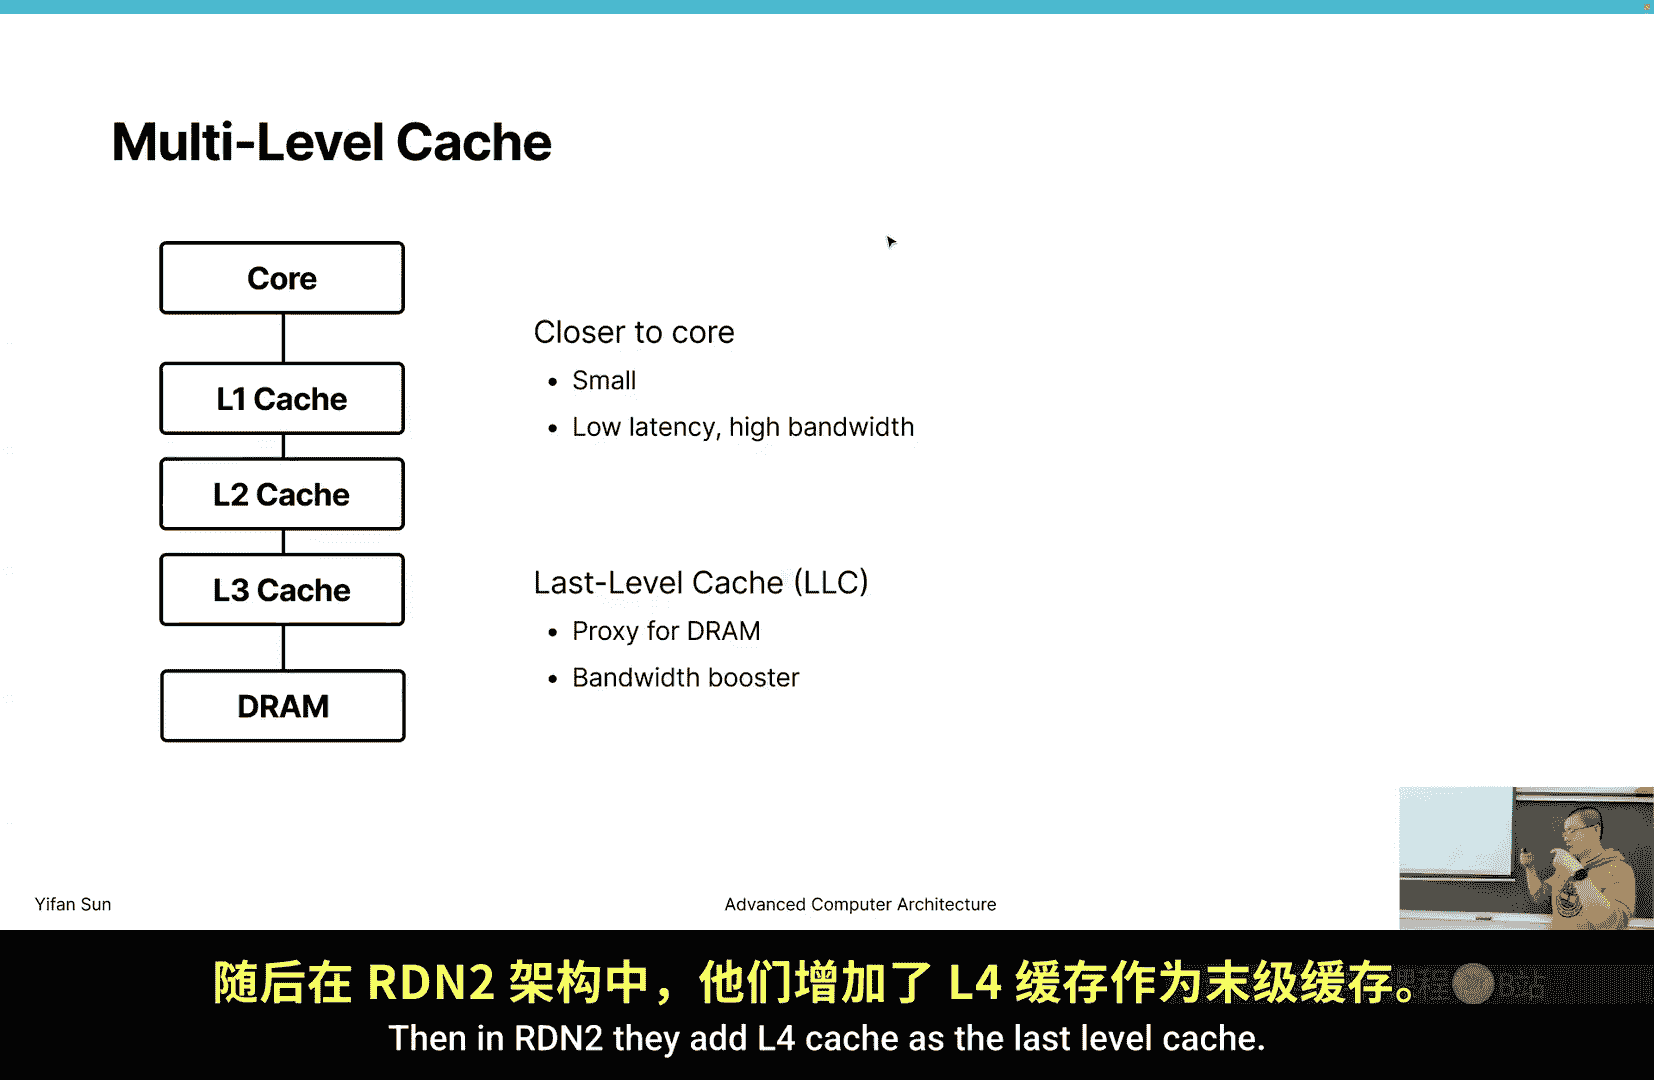 Multi-Level Cache
Core
L1 Cache
L2 Cache
L3 Cache
DRAM
Closer to core
• Small
• Low latency, high bandwidth
Last-Level Cache (LLC)
• Proxy for DRAM
• Bandwidth booster
Yifan Sun
Advanced Computer Architecture
随后在 RDN2 架构中，他们增加了 L4 缓存作为末级缓存。
Then in RDN2 they add L4 cache as the last level cache.